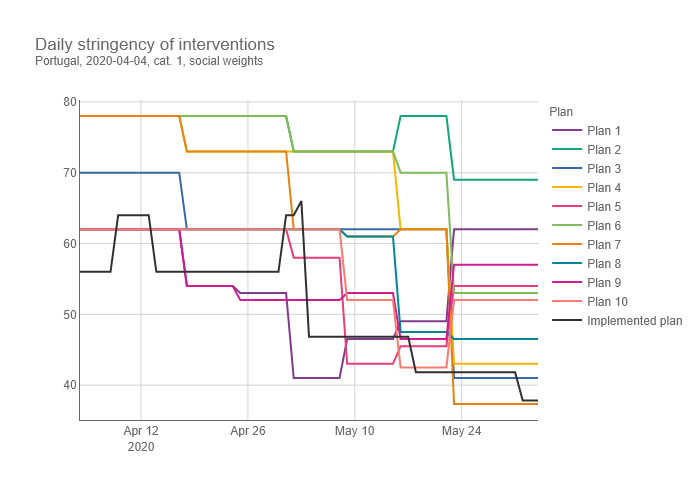 Daily stringency of interventions
Portugal, 2020-04-04, cat. 1, social weights
80
70
60
50
40
Apr 12
2020
Apr 26
May 10
May 24
Plan
Plan 1
Plan 2
Plan 3
Plan 4
Plan 5
Plan 6
Plan 7
Plan 8
Plan 9
Plan 10
Implemented plan